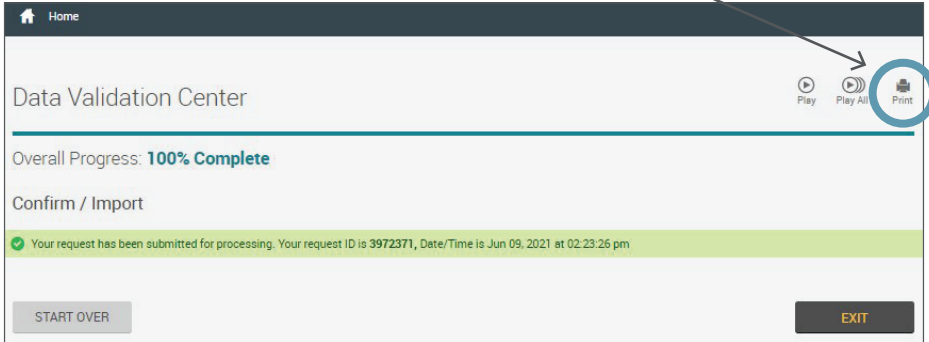 Home
Data Validation Center
Play Play All Print
Overall Progress: 100% Complete
Confirm / Import
Your request has been submitted for processing. Your request ID is 3972371, Date/Time is Jun 09, 2021 at 02:23:26 pm
START OVER EXIT